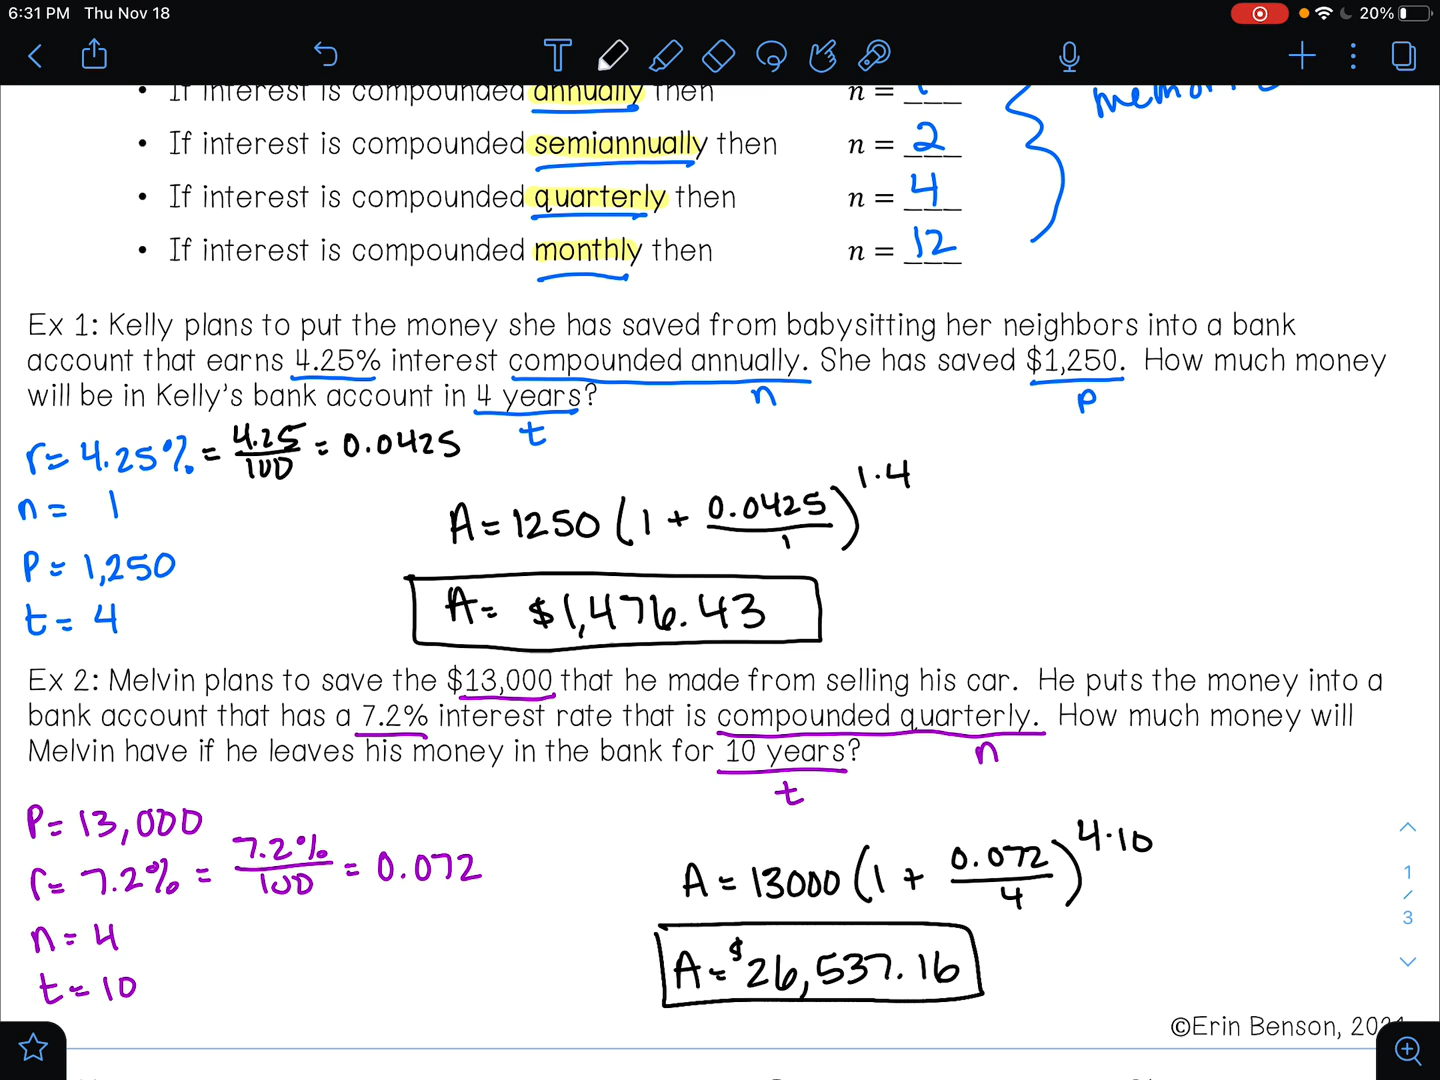 6:31 PM Thu Nov 18
20%
• If interest is compounded annually then n = ___
• If interest is compounded semiannually then n = 2
• If interest is compounded quarterly then n = 4
• If interest is compounded monthly then n = 12
Ex 1: Kelly plans to put the money she has saved from babysitting her neighbors into a bank
account that earns 4.25% interest compounded annually. She has saved $1,250. How much money
will be in Kelly's bank account in 4 years?
n
P
t
r = 4.25% = 4.25/100 = 0.0425
n = 1
P = 1,250
t = 4
A = 1250 (1 + 0.0425/1)^1·4
A = $1,476.43
Ex 2: Melvin plans to save the $13,000 that he made from selling his car. He puts the money into a
bank account that has a 7.2% interest rate that is compounded quarterly. How much money will
Melvin have if he leaves his money in the bank for 10 years?
n
t
P = 13,000
r = 7.2% = 7.2%/100 = 0.072
n = 4
t = 10
A = 13000 (1 + 0.072/4)^4·10
A = $26,537.16
1
/
3
©Erin Benson,